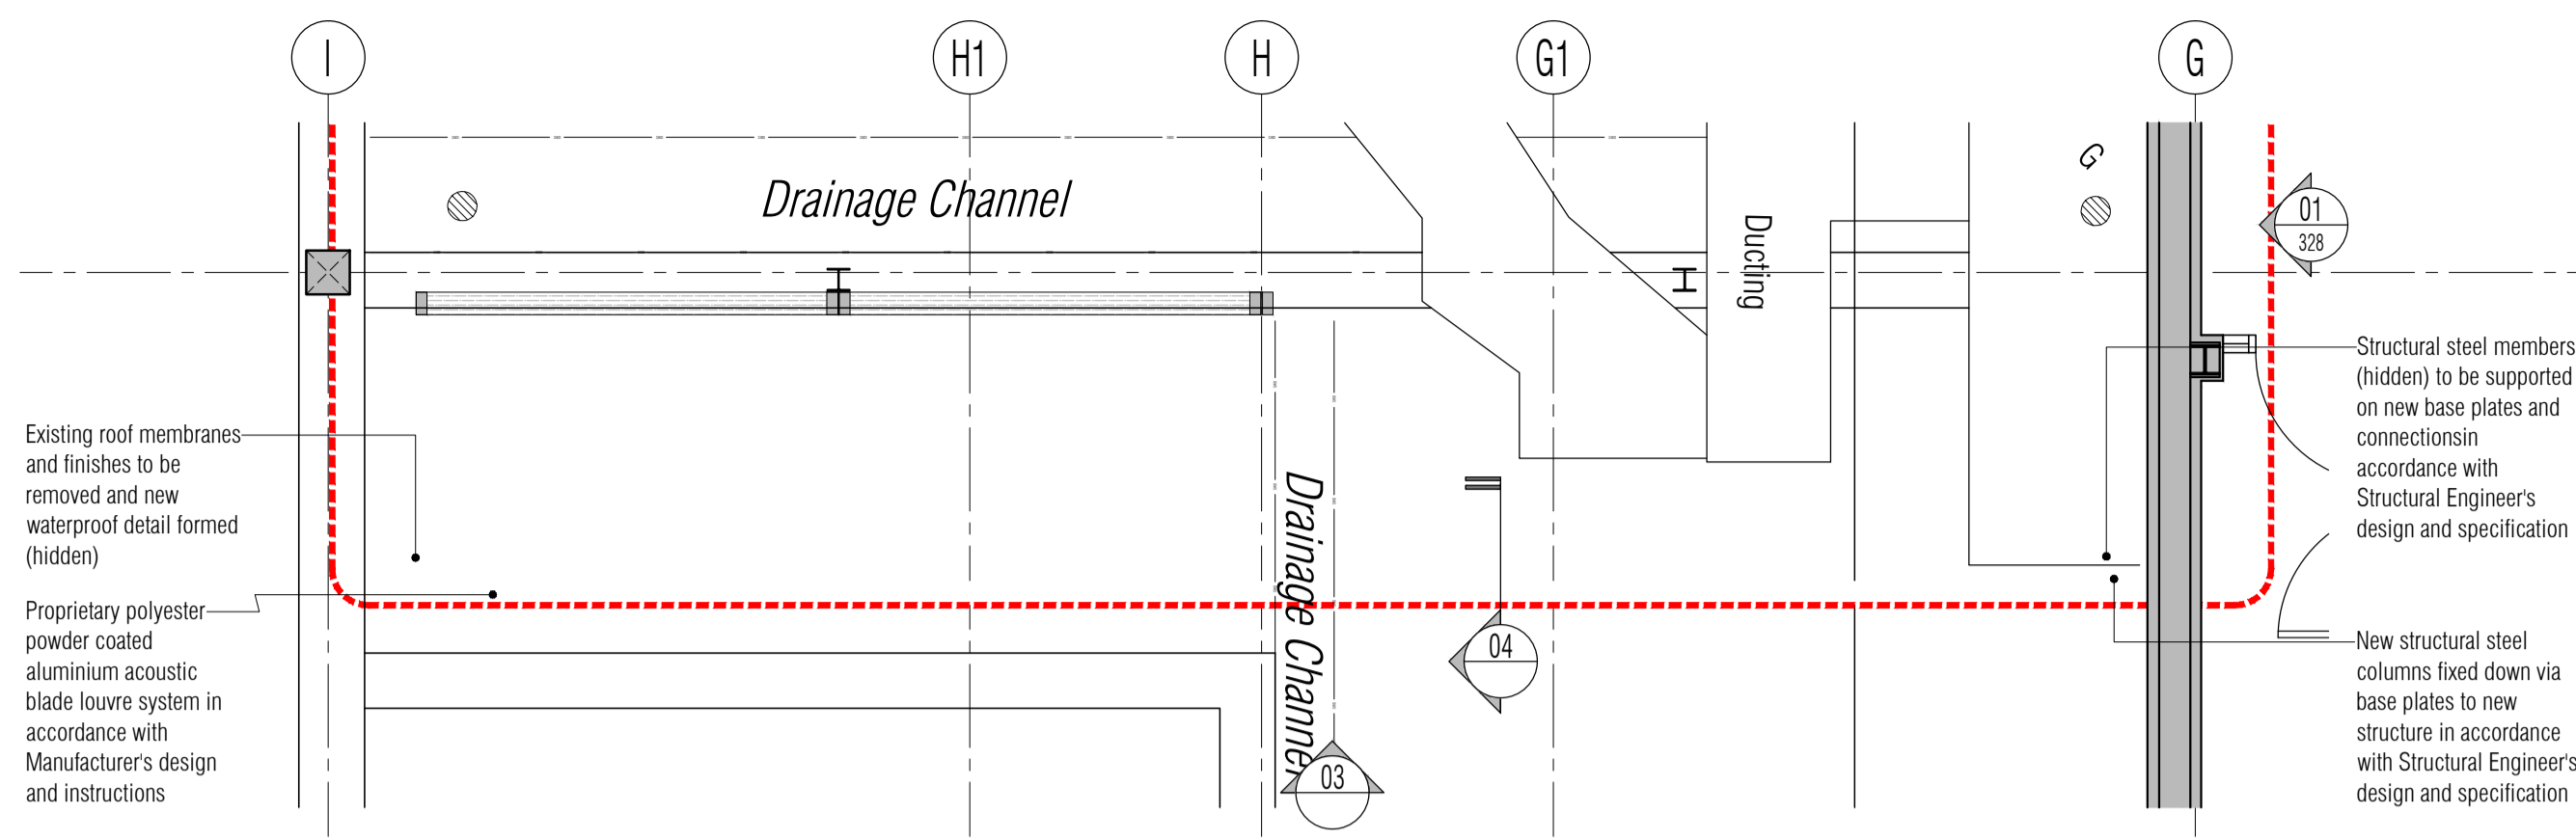 I
H1
H
G1
G
Drainage Channel
G
01
328
Ducting
Structural steel members
(hidden) to be supported
on new base plates and
connectionsin
accordance with
Structural Engineer's
design and specification
Existing roof membranes
and finishes to be
removed and new
waterproof detail formed
(hidden)
Drainage Channel
Proprietary polyester
powder coated
aluminium acoustic
blade louvre system in
accordance with
Manufacturer's design
and instructions
04
03
New structural steel
columns fixed down via
base plates to new
structure in accordance
with Structural Engineer's
design and specification